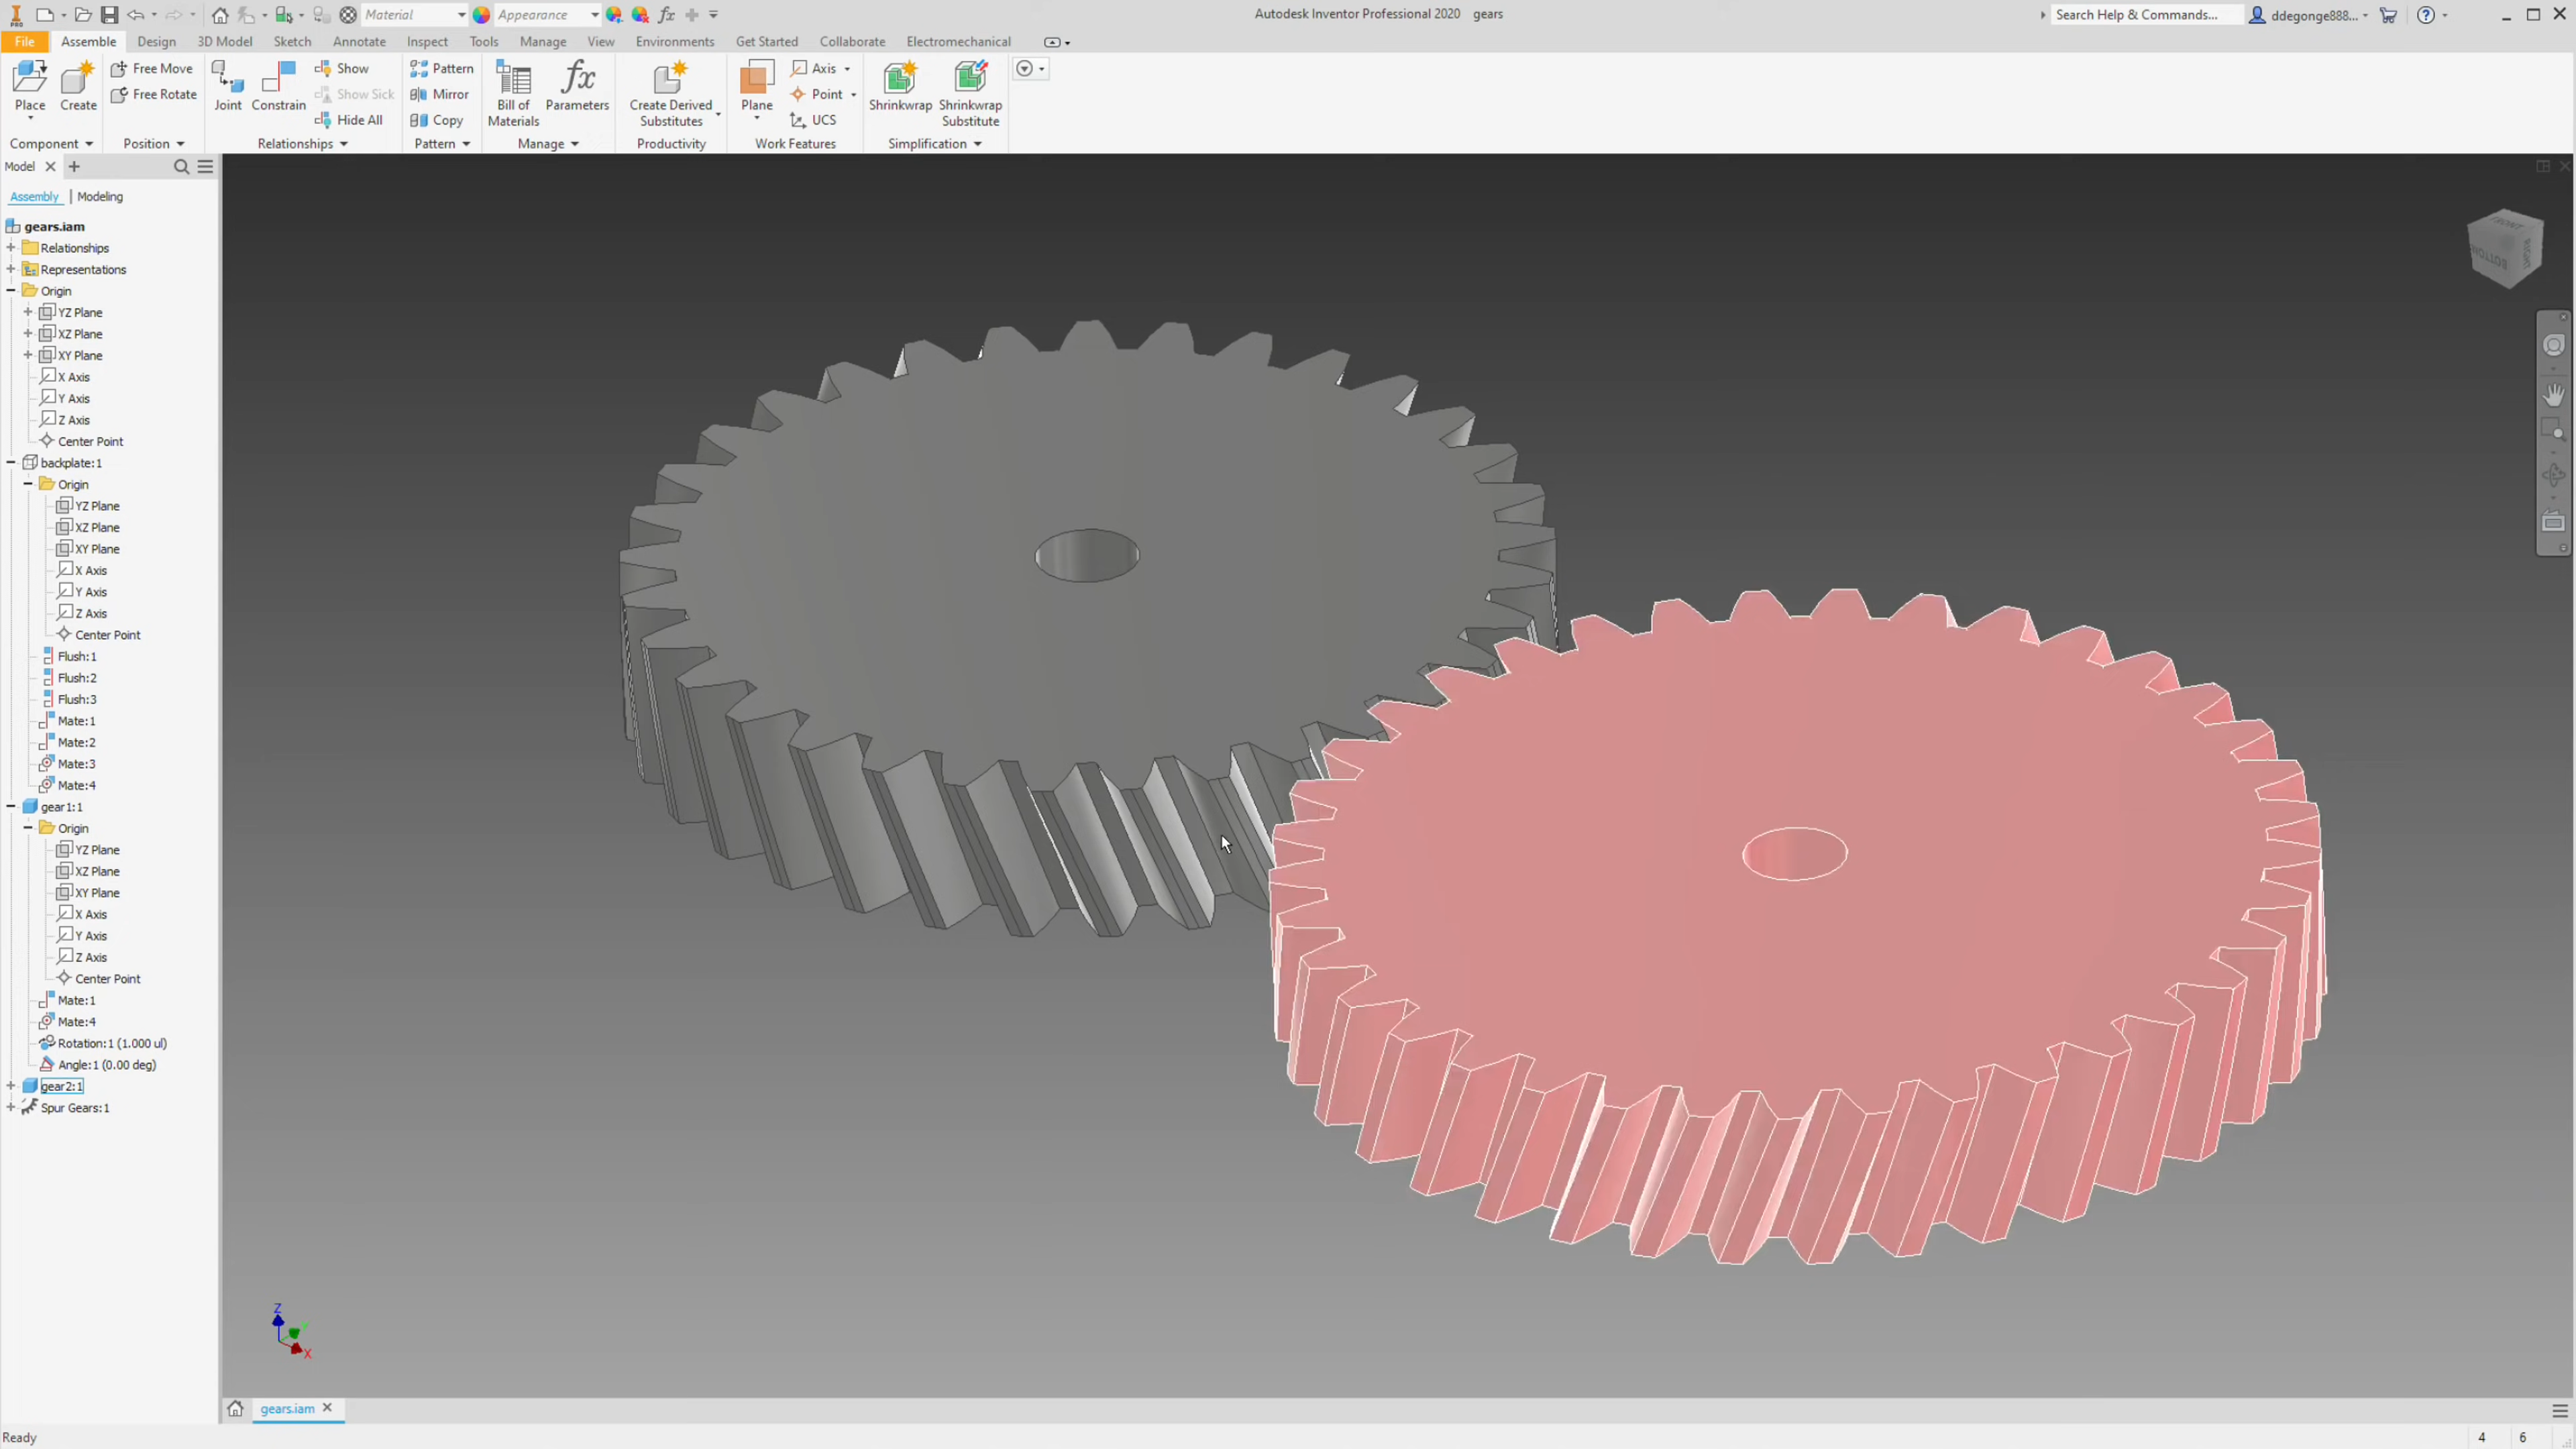 Material
Appearance
Autodesk Inventor Professional 2020 gears
Search Help & Commands...
ddegonge888...
File Assemble Design 3D Model Sketch Annotate Inspect Tools Manage View Environments Get Started Collaborate Electromechanical
Place
Create
Free Move
Free Rotate
Joint
Constrain
Show
Show Sick
Hide All
Pattern
Mirror
Copy
Bill of
Materials
Parameters
Create Derived
Substitutes
Plane
Axis
Point
UCS
Shrinkwrap
Shrinkwrap
Substitute
Component Position Relationships Pattern Manage Productivity Work Features Simplification
Model
Assembly | Modeling
gears.iam
Relationships
Representations
Origin
YZ Plane
XZ Plane
XY Plane
X Axis
Y Axis
Z Axis
Center Point
backplate:1
Origin
YZ Plane
XZ Plane
XY Plane
X Axis
Y Axis
Z Axis
Center Point
Flush:1
Flush:2
Flush:3
Mate:1
Mate:2
Mate:3
Mate:4
gear1:1
Origin
YZ Plane
XZ Plane
XY Plane
X Axis
Y Axis
Z Axis
Center Point
Mate:1
Mate:4
Rotation:1 (1.000 ul)
Angle:1 (0.00 deg)
gear2:1
Spur Gears:1
FRONT
BOTTOM
RIGHT
Z
X
gears.iam
Ready
4 6